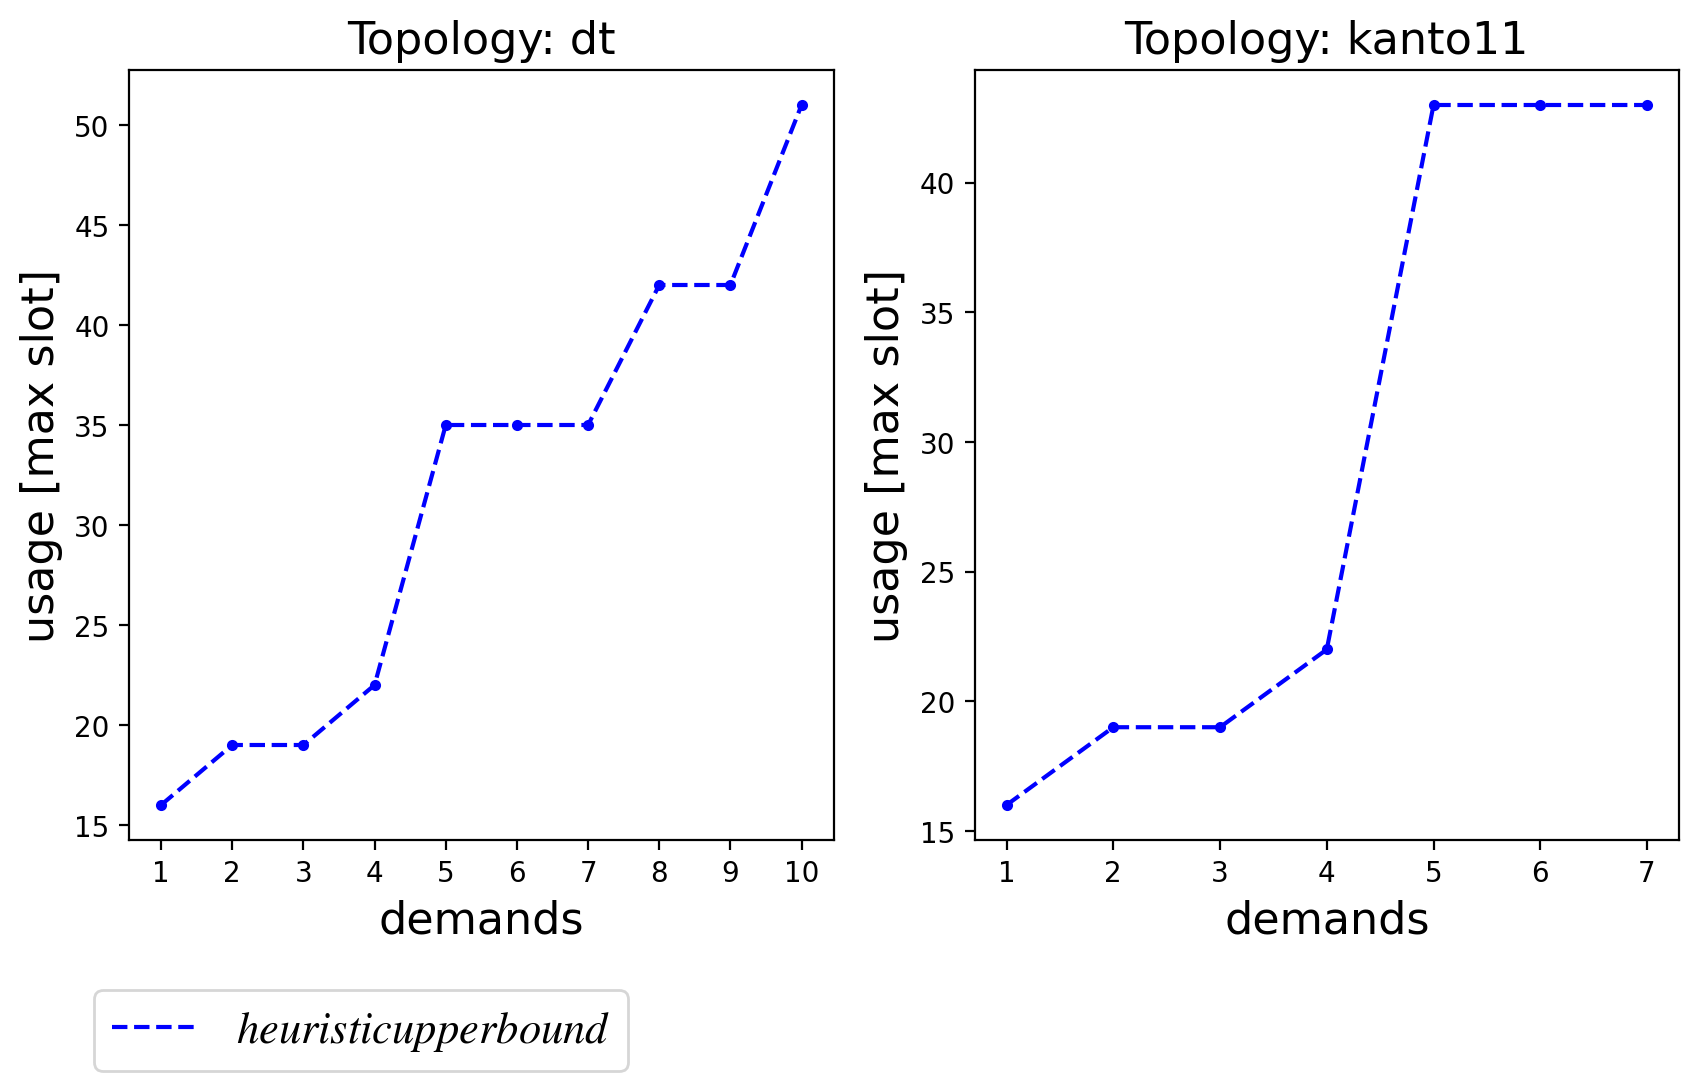 Topology: dt
usage [max slot]
50
45
40
35
30
25
20
15
1 2 3 4 5 6 7 8 9 10
demands
Topology: kanto11
usage [max slot]
40
35
30
25
20
15
1 2 3 4 5 6 7
demands
heuristicupperbound